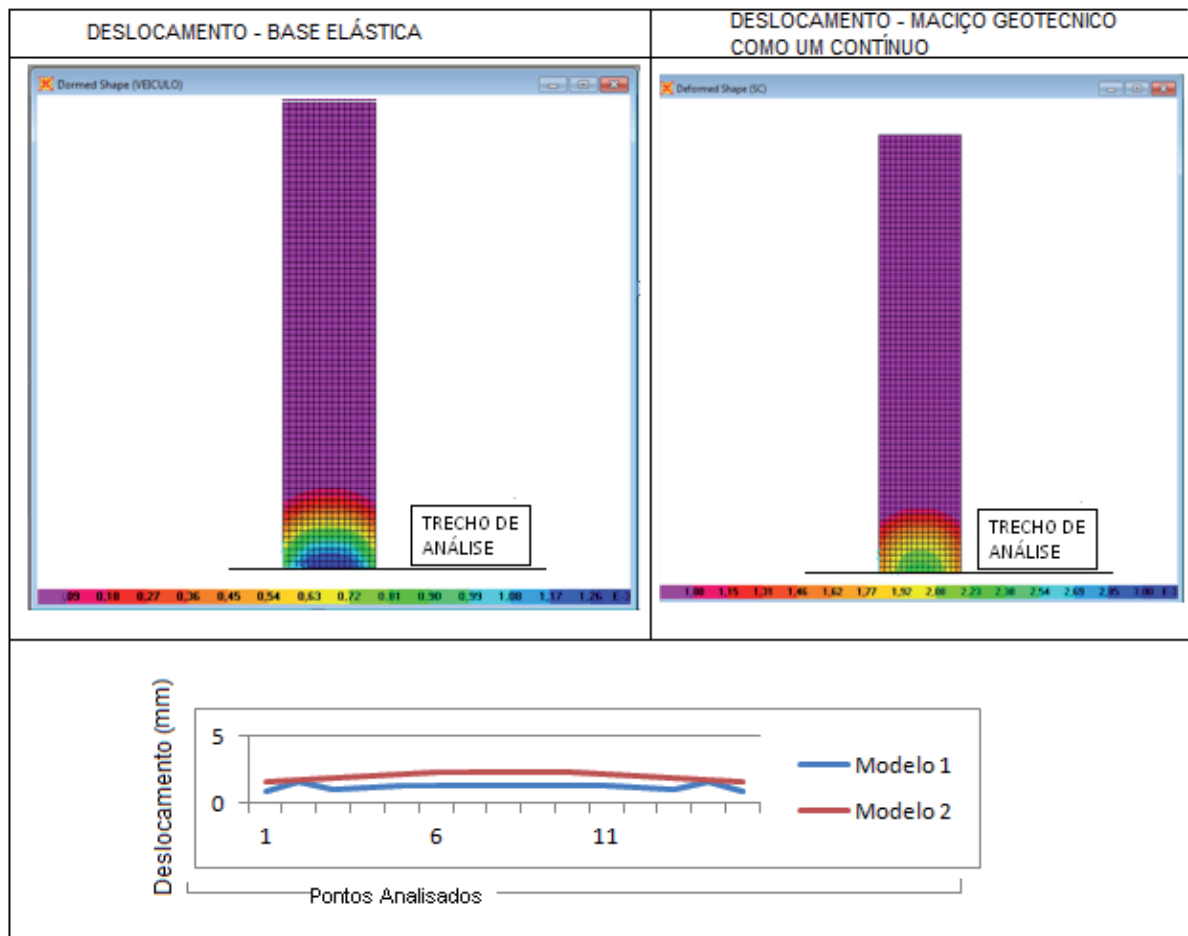 DESLOCAMENTO - BASE ELÁSTICA
DESLOCAMENTO - MACIÇO GEOTECNICO
COMO UM CONTÍNUO
Dormed Shape (VEICULO)
Deformed Shape (SC)
TRECHO DE
ANÁLISE
TRECHO DE
ANÁLISE
,09 0,18 0,27 0,36 0,45 0,54 0,63 0,72 0,81 0,90 0,99 1,08 1,17 1,26 E-3
1,00 1,15 1,31 1,46 1,62 1,77 1,92 2,08 2,23 2,38 2,54 2,69 2,85 3,00 E-3
Deslocamento (mm)
5
0
1 6 11
Modelo 1
Modelo 2
Pontos Analisados